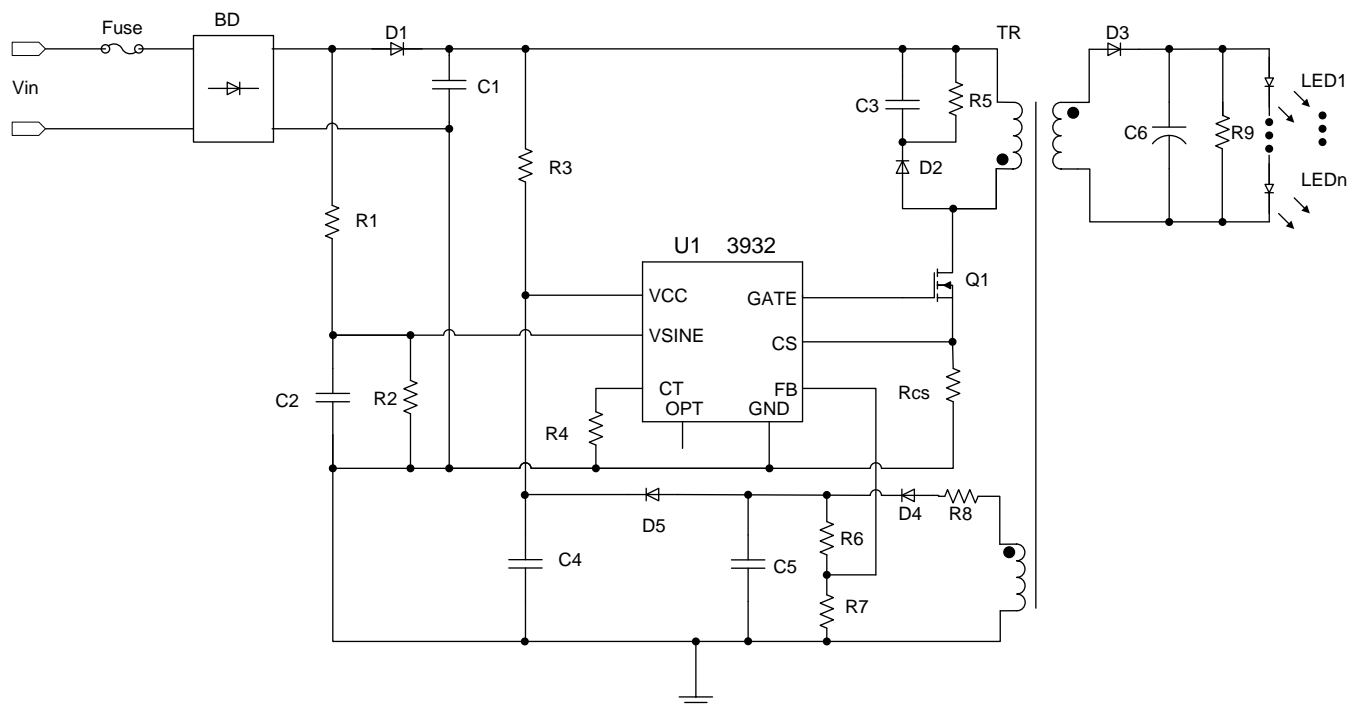 Fuse
BD
D1
TR
D3
Vin
C1
C3
R5
LED1
C6
R9
R3
D2
LEDn
R1
U1 3932
VCC
GATE
Q1
VSINE
CS
C2
R2
CT
FB
Rcs
OPT
GND
R4
D5
D4
R8
R6
C4
C5
R7